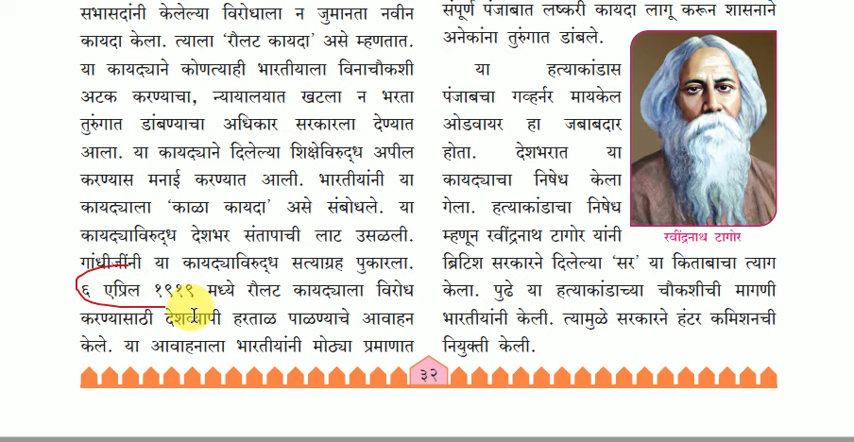 सभासदांनी केलेल्या विरोधाला न जुमानता नवीन
कायदा केला. त्याला ‘रौलट कायदा’ असे म्हणतात.
या कायद्याने कोणत्याही भारतीयाला विनाचौकशी
अटक करण्याचा, न्यायालयात खटला न भरता
तुरुंगात डांबण्याचा अधिकार सरकारला देण्यात
आला. या कायद्याने दिलेल्या शिक्षेविरुद्ध अपील
करण्यास मनाई करण्यात आली. भारतीयांनी या
कायद्याला ‘काळा कायदा’ असे संबोधले. या
कायद्याविरुद्ध देशभर संतापाची लाट उसळली.
गांधीजींनी या कायद्याविरुद्ध सत्याग्रह पुकारला.
६ एप्रिल १९१९ मध्ये रौलट कायद्याला विरोध
करण्यासाठी देशव्यापी हरताळ पाळण्याचे आवाहन
केले. या आवाहनाला भारतीयांनी मोठ्या प्रमाणात
संपूर्ण पंजाबात लष्करी कायदा लागू करून शासनाने
अनेकांना तुरुंगात डांबले.
या हत्याकांडास
पंजाबचा गव्हर्नर मायकेल
ओडवायर हा जबाबदार
होता. देशभरात या
कायद्याचा निषेध केला
गेला. हत्याकांडाचा निषेध
म्हणून रवींद्रनाथ टागोर यांनी
ब्रिटिश सरकारने दिलेल्या ‘सर’ या किताबाचा त्याग
केला. पुढे या हत्याकांडाच्या चौकशीची मागणी
भारतीयांनी केली. त्यामुळे सरकारने हंटर कमिशनची
नियुक्ती केली.
रवींद्रनाथ टागोर
३२